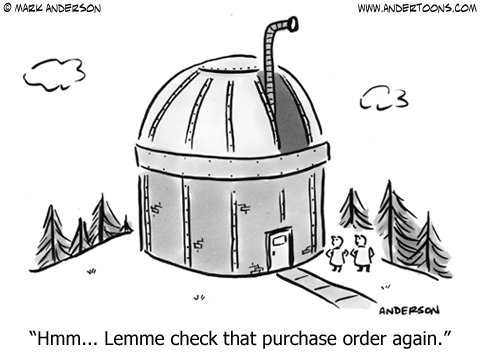 © MARK ANDERSON
WWW.ANDERTOONS.COM
ANDERSON
“Hmm... Lemme check that purchase order again.”